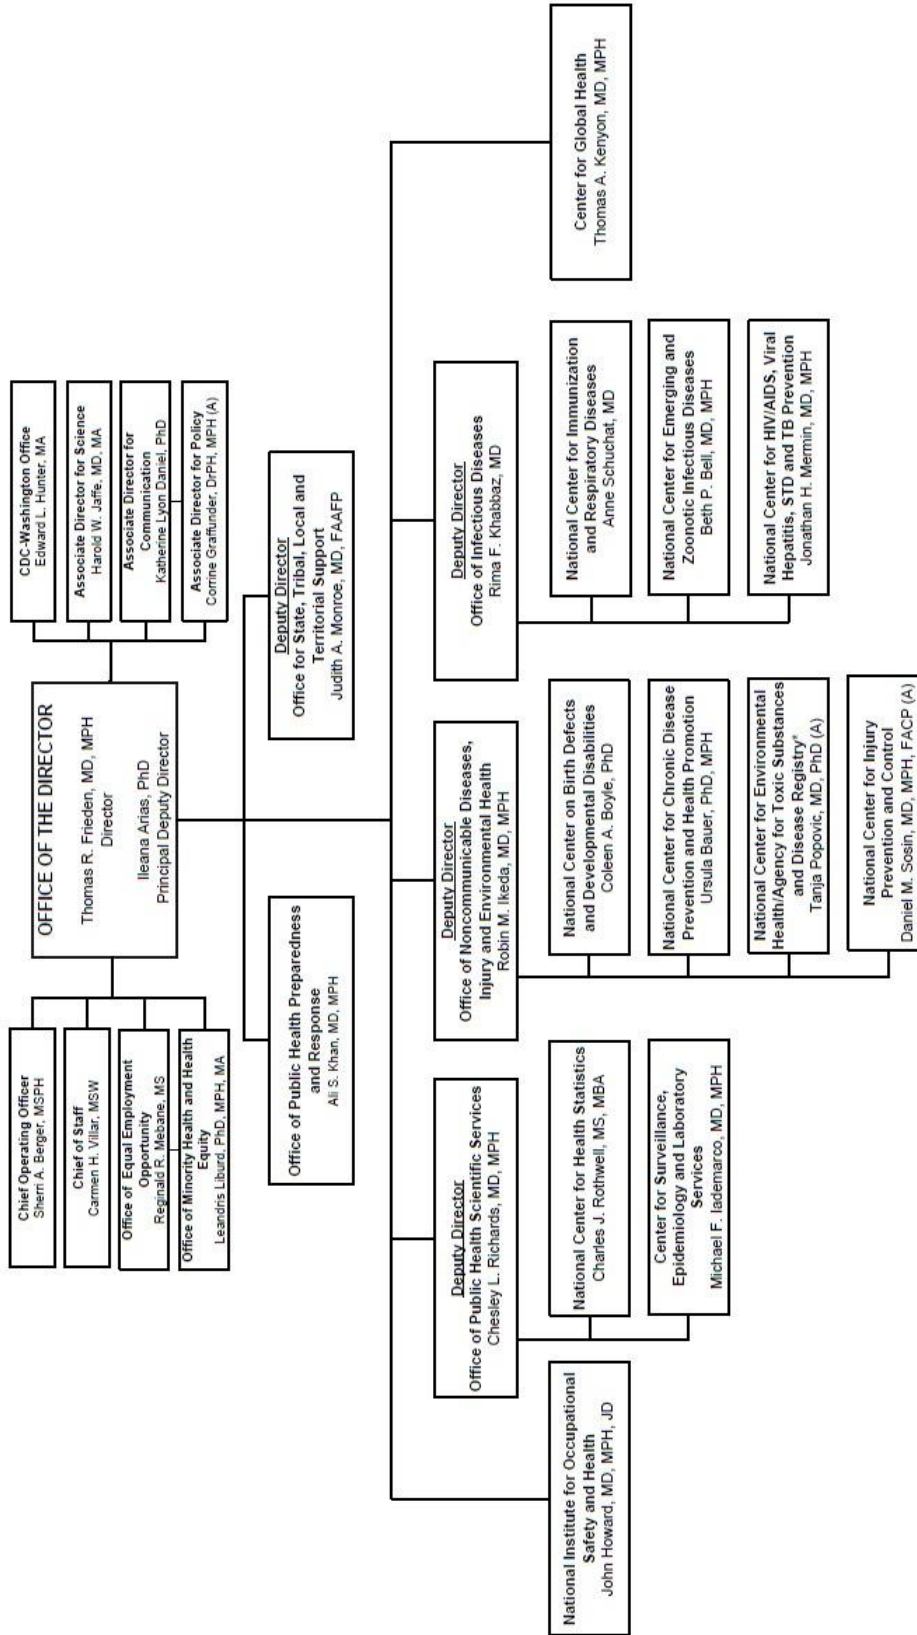 OFFICE OF THE DIRECTOR
Thomas R. Frieden, MD, MPH
Director
Ileana Arias, PhD
Principal Deputy Director
Chief Operating Officer
Sherri A. Berger, MSPH
Chief of Staff
Carmen H. Villar, MSW
Office of Equal Employment
Opportunity
Reginald R. Mebane, MS
Office of Minority Health and Health
Equity
Leandris Liburd, PhD, MPH, MA
CDC-Washington Office
Edward L. Hunter, MA
Associate Director for Science
Harold W. Jaffe, MD, MA
Associate Director for
Communication
Katherine Lyon Daniel, PhD
Associate Director for Policy
Corrine Graffunder, DrPH, MPH (A)
Office of Public Health Preparedness
and Response
Ali S. Khan, MD, MPH
Deputy Director
Office for State, Tribal, Local and
Territorial Support
Judith A. Monroe, MD, FAAFP
National Institute for Occupational
Safety and Health
John Howard, MD, MPH, JD
Deputy Director
Office of Public Health Scientific Services
Chesley L. Richards, MD, MPH
National Center for Health Statistics
Charles J. Rothwell, MS, MBA
Center for Surveillance,
Epidemiology and Laboratory
Services
Michael F. Iademarco, MD, MPH
Deputy Director
Office of Noncommunicable Diseases,
Injury and Environmental Health
Robin M. Ikeda, MD, MPH
National Center on Birth Defects
and Developmental Disabilities
Coleen A. Boyle, PhD
National Center for Chronic Disease
Prevention and Health Promotion
Ursula Bauer, PhD, MPH
National Center for Environmental
Health/Agency for Toxic Substances
and Disease Registry*
Tanja Popovic, MD, PhD (A)
National Center for Injury
Prevention and Control
Daniel M. Sosin, MD, MPH, FACP (A)
Deputy Director
Office of Infectious Diseases
Rima F. Khabbaz, MD
National Center for Immunization
and Respiratory Diseases
Anne Schuchat, MD
National Center for Emerging and
Zoonotic Infectious Diseases
Beth P. Bell, MD, MPH
National Center for HIV/AIDS, Viral
Hepatitis, STD and TB Prevention
Jonathan H. Mermin, MD, MPH
Center for Global Health
Thomas A. Kenyon, MD, MPH